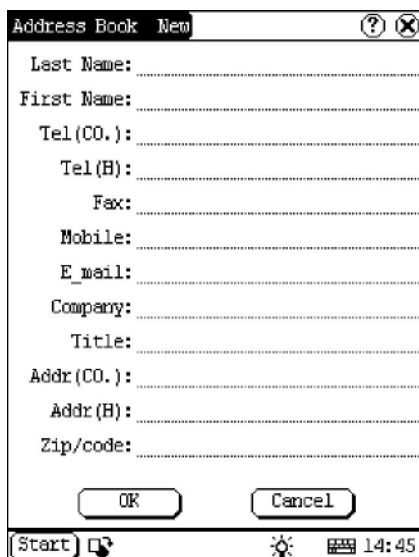 Address Book New
Last Name:
First Name:
Tel(CO.):
Tel(H):
Fax:
Mobile:
E_mail:
Company:
Title:
Addr(CO.):
Addr(H):
Zip/code:
OK Cancel
Start 14:45